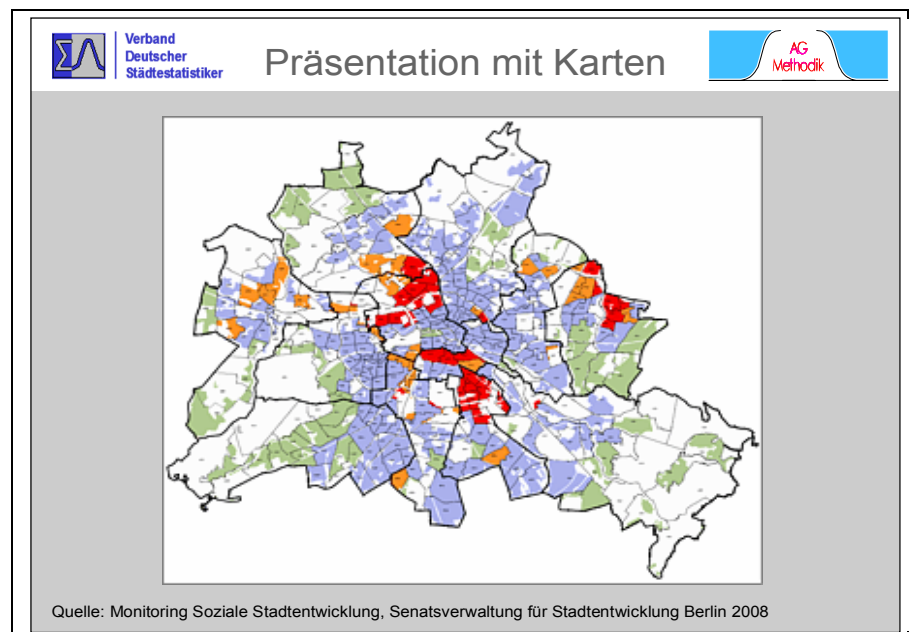 Verband
Deutscher
Städtestatistiker
Präsentation mit Karten
AG
Methodik
Quelle: Monitoring Soziale Stadtentwicklung, Senatsverwaltung für Stadtentwicklung Berlin 2008